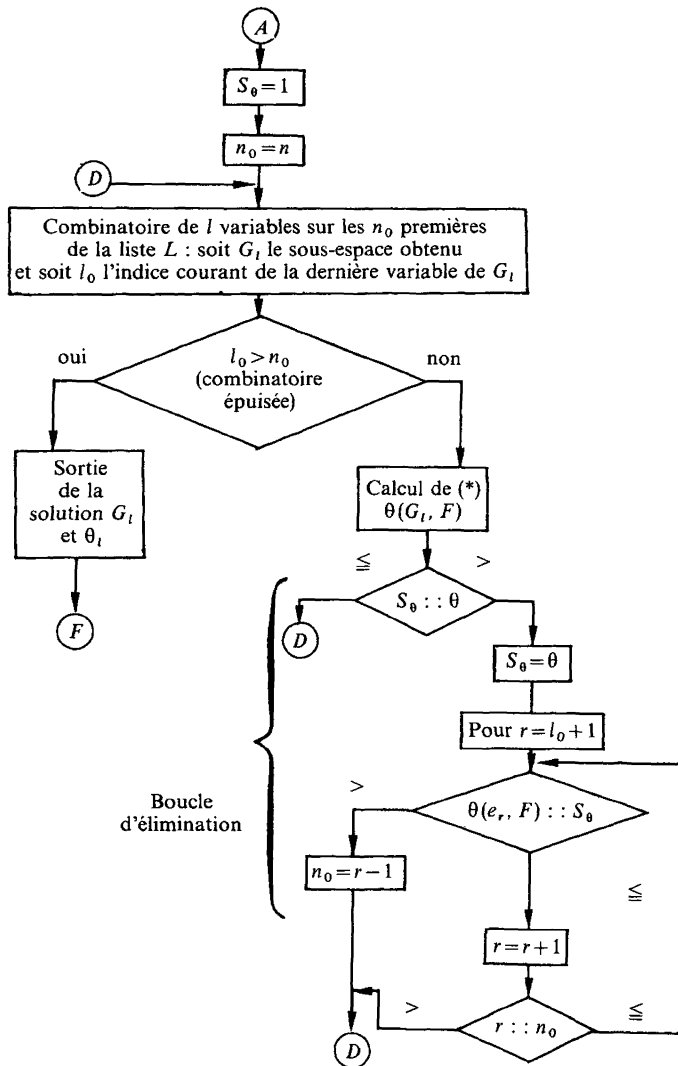 A
S_θ = 1
n_0 = n
D
Combinatoire de l variables sur les n_0 premières
de la liste L : soit G_l le sous-espace obtenu
et soit l_0 l'indice courant de la dernière variable de G_l
oui
l_0 > n_0
non
(combinatoire
épuisée)
Sortie
de la
solution G_l
et θ_l
Calcul de (*)
θ(G_l, F)
≦
>
S_θ : : θ
F
D
S_θ = θ
Pour r = l_0 + 1
Boucle
d'élimination
>
θ(e_r, F) : : S_θ
n_0 = r − 1
≦
r = r + 1
>
r : : n_0
≦
D